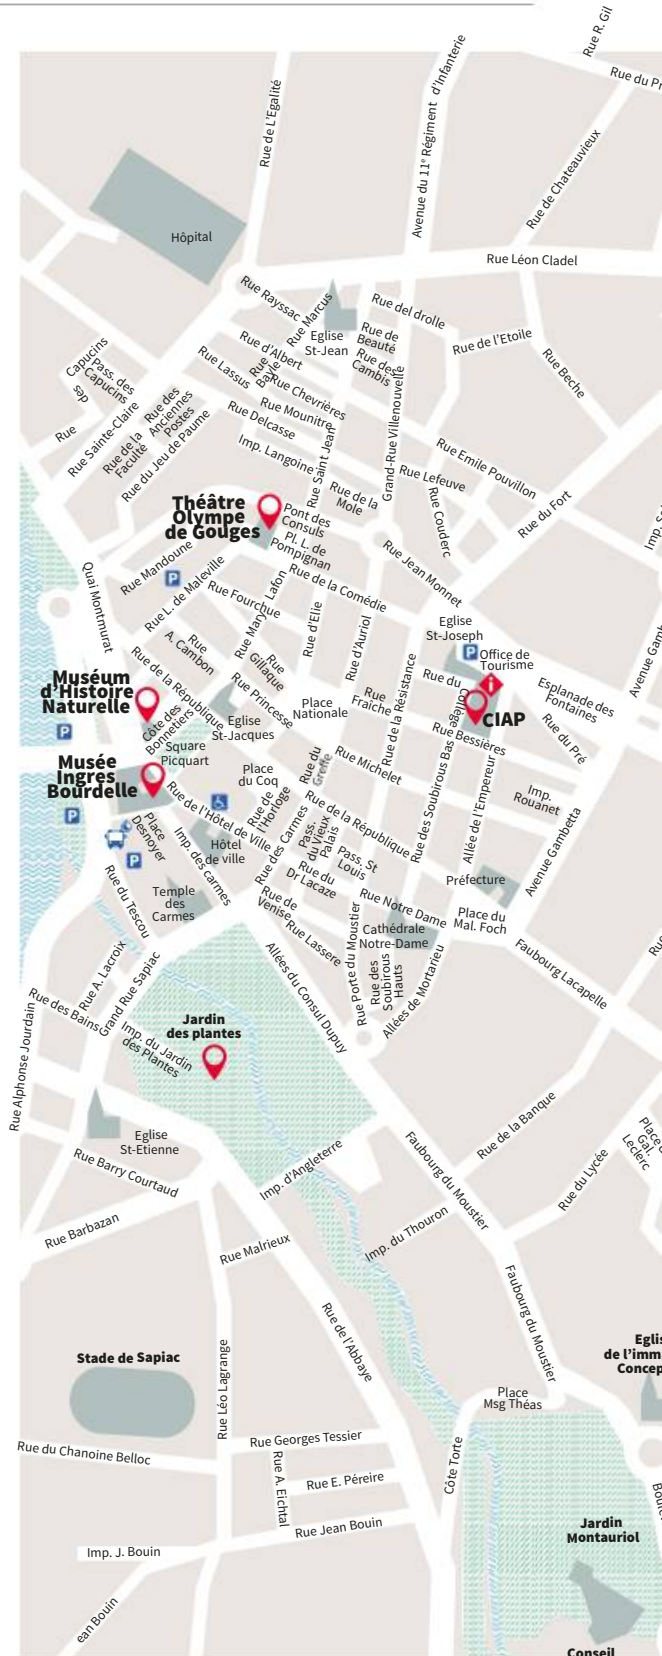 Rue R. Gil
Rue du Pr
Rue de L'Egalité
Avenue du 11e Régiment d'Infanterie
Rue de Chateauvieux
Hôpital
Rue Léon Cladel
Rue Rayssac
Rue Marcus
Eglise
St-Jean
Rue del drolle
Rue de
Beauté
Rue des
Cambis
Rue de l'Etoile
Rue Beche
Rue d'Albert
Rue
Bayle
Rue Lassus
Rue Chevrières
Rue Mounitre
Rue Delcasse
Imp. Langoine
Rue Saint Jean
Grand-Rue Villenouvelle
Rue Emile Pouvillon
Capucins
Pass. des
Capucins
des
Rue
Rue Sainte-Claire
Rue des
Anciennes
Postes
Rue de la
Faculté
Rue du Jeu de Paume
Rue de la
Mole
Rue Lefeuve
Rue Couderc
Rue du Fort
Imp. S
Théâtre
Olympe
de Gouges
Pont des
Consuls
Pl. L. de
Pompignan
Rue Jean Monnet
Quai Montmurat
Rue Mandoune
P
Rue L. de Maleville
Rue Fourchue
Rue Mary Lafon
Rue de la Comédie
Rue d'Elie
Rue d'Auriol
Rue de la Résistance
Eglise
St-Joseph
P
Office de
Tourisme
i
Avenue Gamb
Rue
A. Cambon
Rue
Gillaque
Rue Princesse
Rue de la République
Muséum
d'Histoire
Naturelle
Côte des
Bonnetiers
Eglise
St-Jacques
Place
Nationale
Rue
Fraîche
Rue du
Collège
CIAP
Esplanade des
Fontaines
Rue du Pré
Rue Bessières
P
Square
Picquart
Musée
Ingres
Bourdelle
Place
du Coq
Rue du
Greffe
Rue Michelet
Rue des Soubirous Bas
Allée de l'Empereur
Imp.
Rouanet
Avenue Gambetta
P
Place
Desnoyer
P
Rue de l'Hôtel de Ville
Rue de
l'Horloge
Rue de la République
Hôtel
de ville
Imp. des carmes
Rue des Carmes
Pass.
du Vieux
Palais
Pass. St
Louis
Rue du
Dr Lacaze
Préfecture
Rue du Tescou
Temple
des
Carmes
Rue de
Venise
Rue Lassere
Rue Notre Dame
Place du
Mal. Foch
Cathédrale
Notre-Dame
Rue Porte du Moustier
Rue des
Soubirous
Hauts
Allées de Mortarieu
Faubourg Lacapelle
Ru
Rue A. Lacroix
Grand Rue Sapiac
Allées du Consul Dupuy
Rue des Bains
Imp. du Jardin
des Plantes
Jardin
des plantes
Rue Alphonse Jourdain
Eglise
St-Etienne
Rue Barry Courtaud
Imp. d'Angleterre
Faubourg du Moustier
Rue de la Banque
Rue du Lycée
Place d
Gal.
Leclerc
Rue Barbazan
Rue Malrieux
Imp. du Thouron
Rue de l'Abbaye
Faubourg du Moustier
Stade de Sapiac
Rue Léo Lagrange
Eglis
de l'imm
Concep
Place
Msg Théas
Rue du Chanoine Belloc
Rue Georges Tessier
Rue A. Eichtal
Rue E. Péreire
Rue Jean Bouin
Côte Torte
Imp. J. Bouin
ean Bouin
Jardin
Montauriol
Conseil